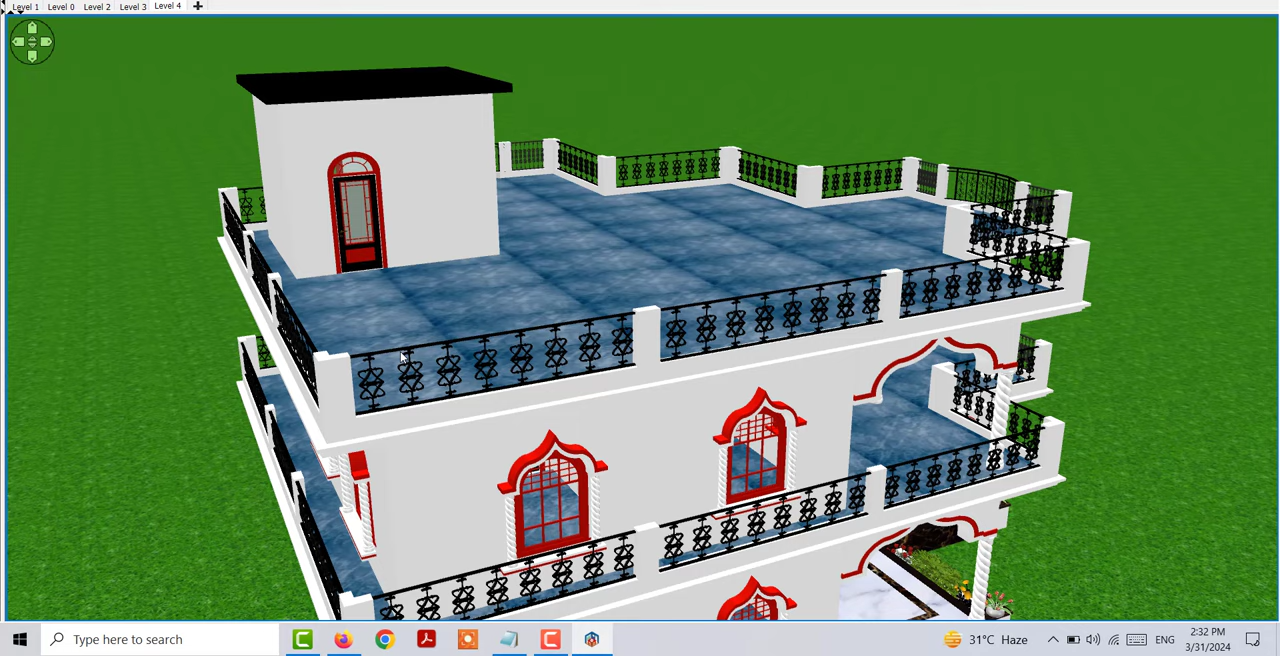 Level 1 Level 0 Level 2 Level 3 Level 4
Type here to search
31°C Haze
ENG
2:32 PM
3/31/2024